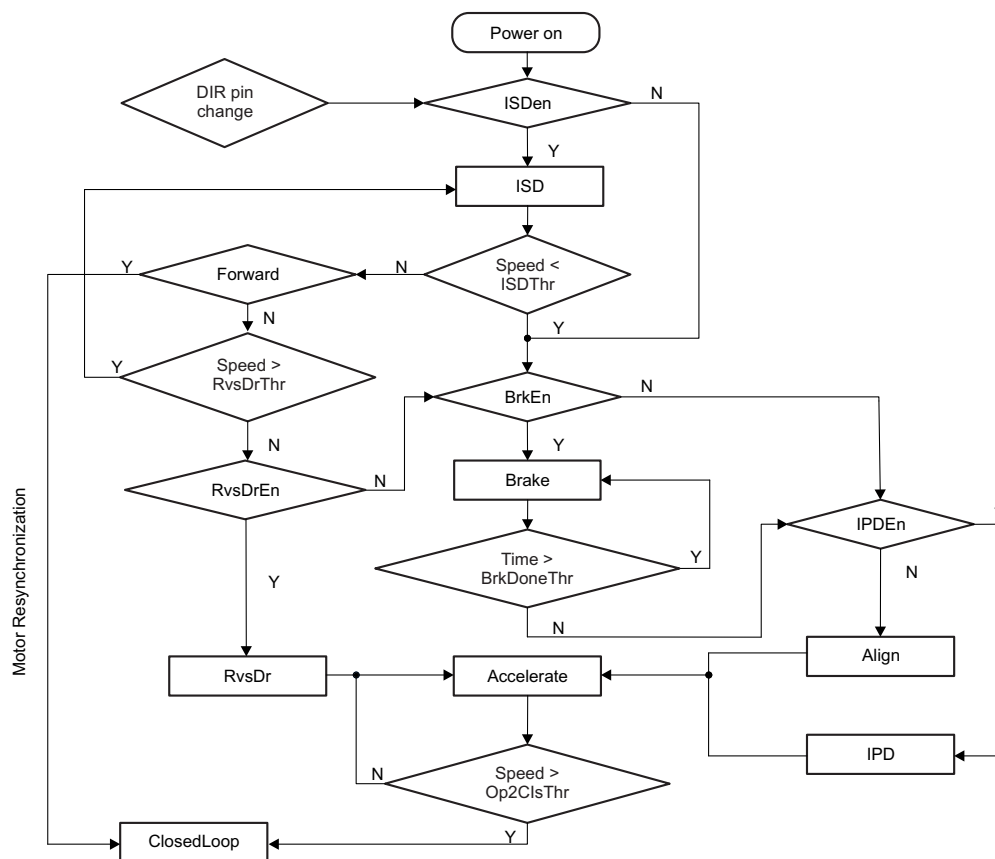 Power on
DIR pin
change
ISDen
N
Y
ISD
Y
Forward
N
Speed <
ISDThr
N
Y
Y
Speed >
RvsDrThr
BrkEn
N
N
Y
RvsDrEn
N
Brake
IPDEn
Time >
BrkDoneThr
Y
N
Y
N
Motor Resychronization
RvsDr
Accelerate
Align
IPD
N
Speed >
Op2ClsThr
Y
ClosedLoop